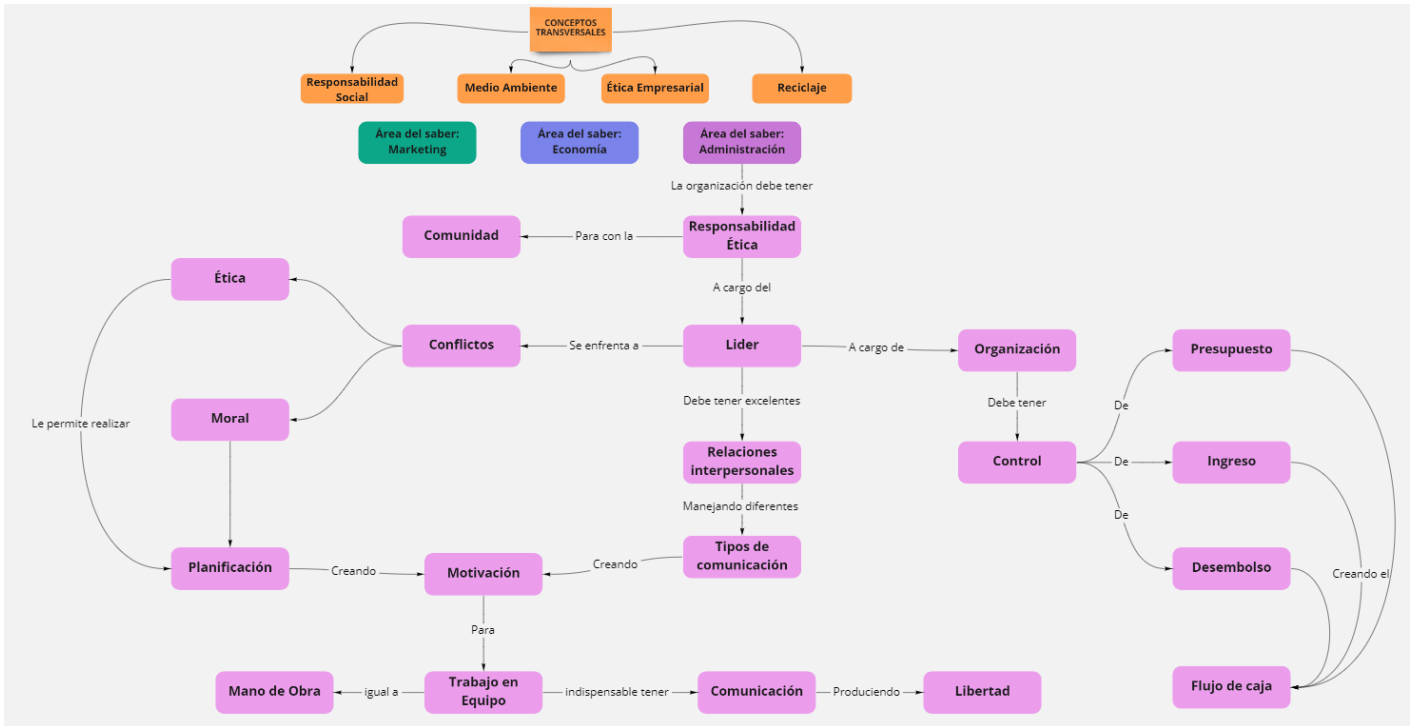 CONCEPTOS
TRANSVERSALES
Responsabilidad
Social
Medio Ambiente
Ética Empresarial
Reciclaje
Área del saber:
Marketing
Área del saber:
Economía
Área del saber:
Administración
La organización debe tener
Comunidad
Para con la
Responsabilidad
Ética
Ética
A cargo del
Conflictos
Se enfrenta a
Lider
A cargo de
Organización
Presupuesto
Le permite realizar
Moral
Debe tener excelentes
Debe tener
De
Relaciones
interpersonales
Control
De
Ingreso
Manejando diferentes
De
Tipos de
comunicación
Planificación
Creando
Motivación
Creando
Desembolso
Creando el
Para
Mano de Obra
igual a
Trabajo en
Equipo
indispensable tener
Comunicación
Produciendo
Libertad
Flujo de caja